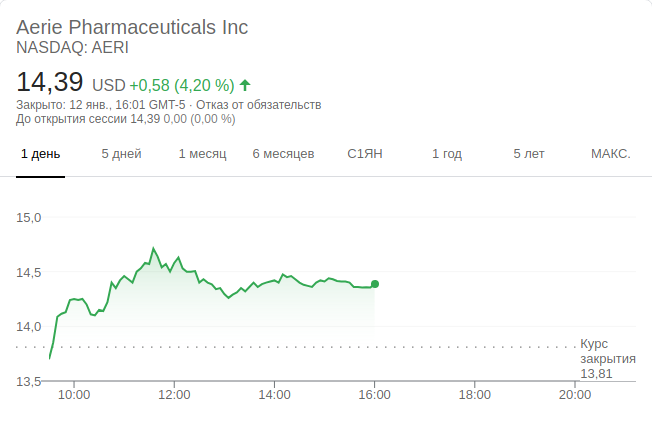 Aerie Pharmaceuticals Inc
NASDAQ: AERI
14,39 USD +0,58 (4,20 %)
Закрыто: 12 янв., 16:01 GMT-5 · Отказ от обязательств
До открытия сессии 14,39 0,00 (0,00 %)
1 день 5 дней 1 месяц 6 месяцев С1ЯН 1 год 5 лет МАКС.
15,0
14,5
14,0
Курс
закрытия
13,81
13,5
10:00 12:00 14:00 16:00 18:00 20:00